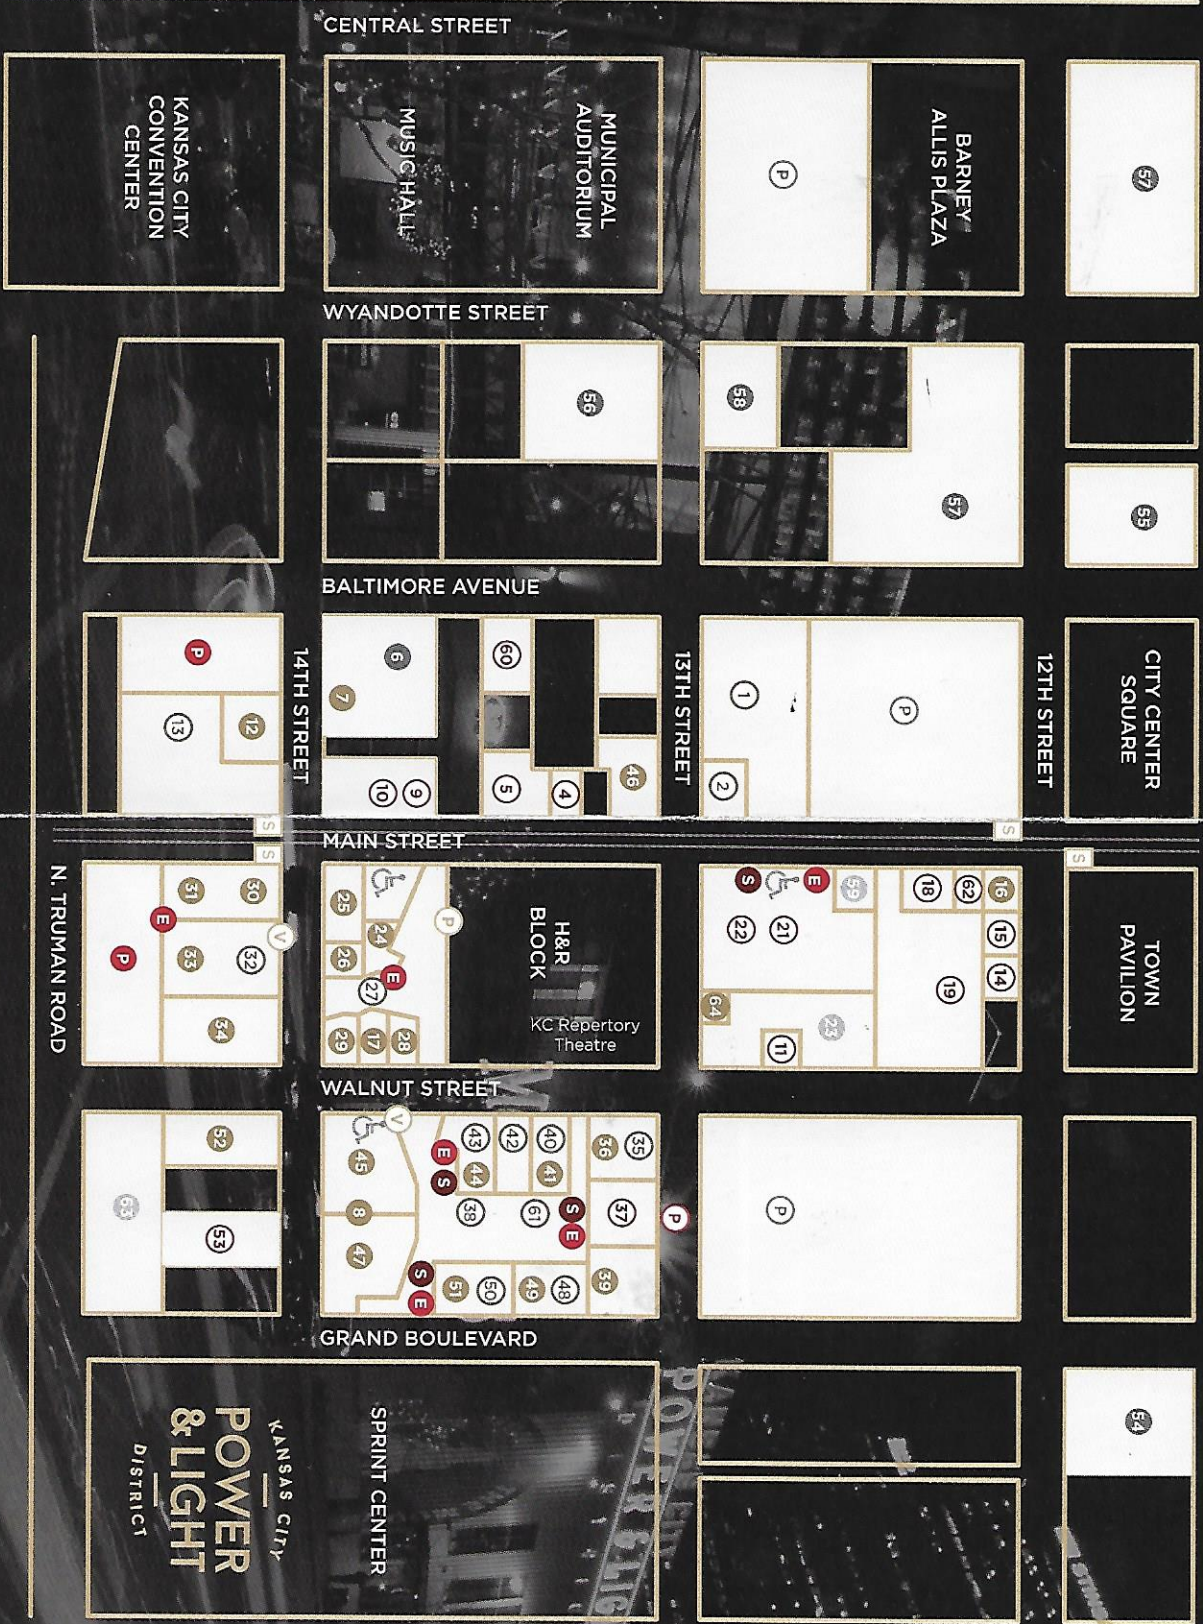 CENTRAL STREET
KANSAS CITY
CONVENTION
CENTER
MUSIC HALL
MUNICIPAL
AUDITORIUM
P
BARNEY
ALLIS PLAZA
57
WYANDOTTE STREET
56
58
57
55
BALTIMORE AVENUE
P
13
12
14TH STREET
6
7
10
9
60
5
4
46
13TH STREET
1
2
P
12TH STREET
CITY CENTER
SQUARE
MAIN STREET
S
S
S
S
N. TRUMAN ROAD
31
30
E
V
P
33
32
34
25
24
26
E
27
29
17
28
P
H&R
BLOCK
KC Repertory
Theatre
S
E
59
18
62
16
22
21
15
14
19
64
23
11
TOWN
PAVILION
WALNUT STREET
52
63
53
V
45
8
47
E
S
43
44
42
40
41
36
35
38
61
S
E
37
P
S
E
51
50
49
48
39
P
GRAND BOULEVARD
KANSAS CITY
POWER
& LIGHT
DISTRICT
SPRINT CENTER
54